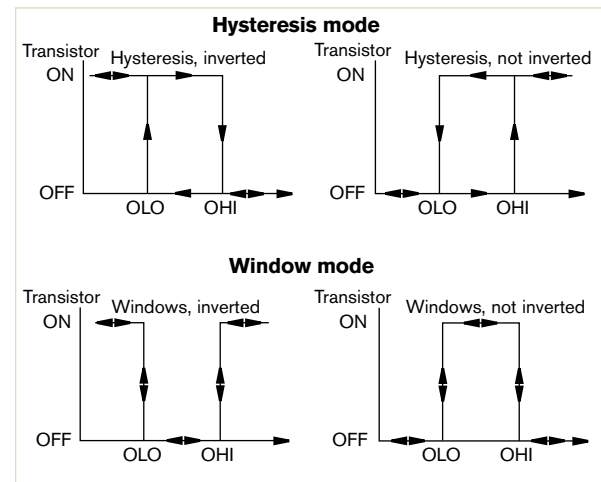 Hysteresis mode
Transistor
Hysteresis, inverted
ON
OFF
OLO
OHI
Transistor
Hysteresis, not inverted
ON
OFF
OLO
OHI
Window mode
Transistor
Windows, inverted
ON
OFF
OLO
OHI
Transistor
Windows, not inverted
ON
OFF
OLO
OHI